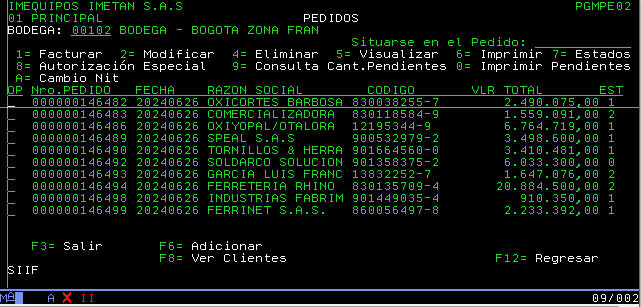 IMEQUIPOS IMETAN S.A.S PGMPE02
01 PRINCIPAL PEDIDOS
BODEGA: 00102 BODEGA - BOGOTA ZONA FRAN
Situarse en el Pedido:
1= Facturar 2= Modificar 4= Eliminar 5= Visualizar 6= Imprimir 7= Estados
8= Autorización Especial 9= Consulta Cant.Pendientes 0= Imprimir Pendientes
A= Cambio Nit
OP Nro.PEDIDO FECHA RAZON SOCIAL CODIGO VLR TOTAL EST
_ 000000146482 20240626 OXICORTES BARBOSA 830038255-7 2.490.075,00 1
_ 000000146483 20240626 COMERCIALIZADORA 830118584-9 1.559.091,00 2
_ 000000146486 20240626 OXIYOPAL/OTALORA 12195344-9 6.764.719,00 1
_ 000000146489 20240626 SPEAL S.A.S 900532979-2 3.498.600,00 1
_ 000000146490 20240626 TORNILLOS & HERRA 901664560-0 3.410.481,00 1
_ 000000146492 20240626 SOLDARCO SOLUCION 901358375-2 6.033.300,00 0
_ 000000146493 20240626 GARCIA LUIS FRANC 13832252-7 1.647.076,00 2
_ 000000146496 20240626 FERRETERIA RHINO 830135709-4 20.884.500,00 2
_ 000000146498 20240626 INDUSTRIAS FABRIM 901449035-4 910.350,00 1
_ 000000146499 20240626 FERRINET S.A.S. 860056497-8 2.233.392,00 1
F3= Salir F6= Adicionar
F8= Ver Clientes F12= Regresar
SIIF
MA A X II 09/002